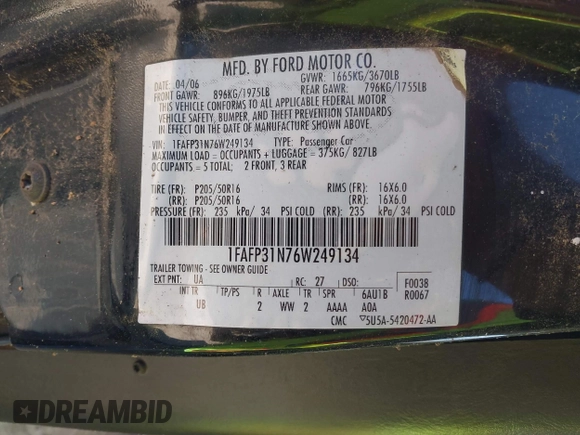 MFD. BY FORD MOTOR CO.
DATE: 04/06 GVWR: 1665KG/3670LB
FRONT GAWR: 896KG/1975LB REAR GAWR: 796KG/1755LB
THIS VEHICLE CONFORMS TO ALL APPLICABLE FEDERAL MOTOR
VEHICLE SAFETY, BUMPER, AND THEFT PREVENTION STANDARDS
IN EFFECT ON THE DATE OF MANUFACTURE SHOWN ABOVE.
VIN: 1FAFP31N76W249134 TYPE: Passenger Car
MAXIMUM LOAD = OCCUPANTS + LUGGAGE = 375KG/ 827LB
OCCUPANTS = 5 TOTAL; 2 FRONT, 3 REAR
TIRE (FR): P205/50R16 RIMS (FR): 16X6.0
(RR): P205/50R16 (RR): 16X6.0
PRESSURE (FR): 235 kPa/ 34 PSI COLD (RR): 235 kPa/ 34 PSI COLD
1FAFP31N76W249134
TRAILER TOWING - SEE OWNER GUIDE
EXT PNT: UA RC: 27 DSO: F0038
INT TR TP/PS R AXLE TR SPR 6AU1B R0067
UB 2 WW 2 AAAA A0A
CMC ▽5U5A-5420472-AA
DREAMBID